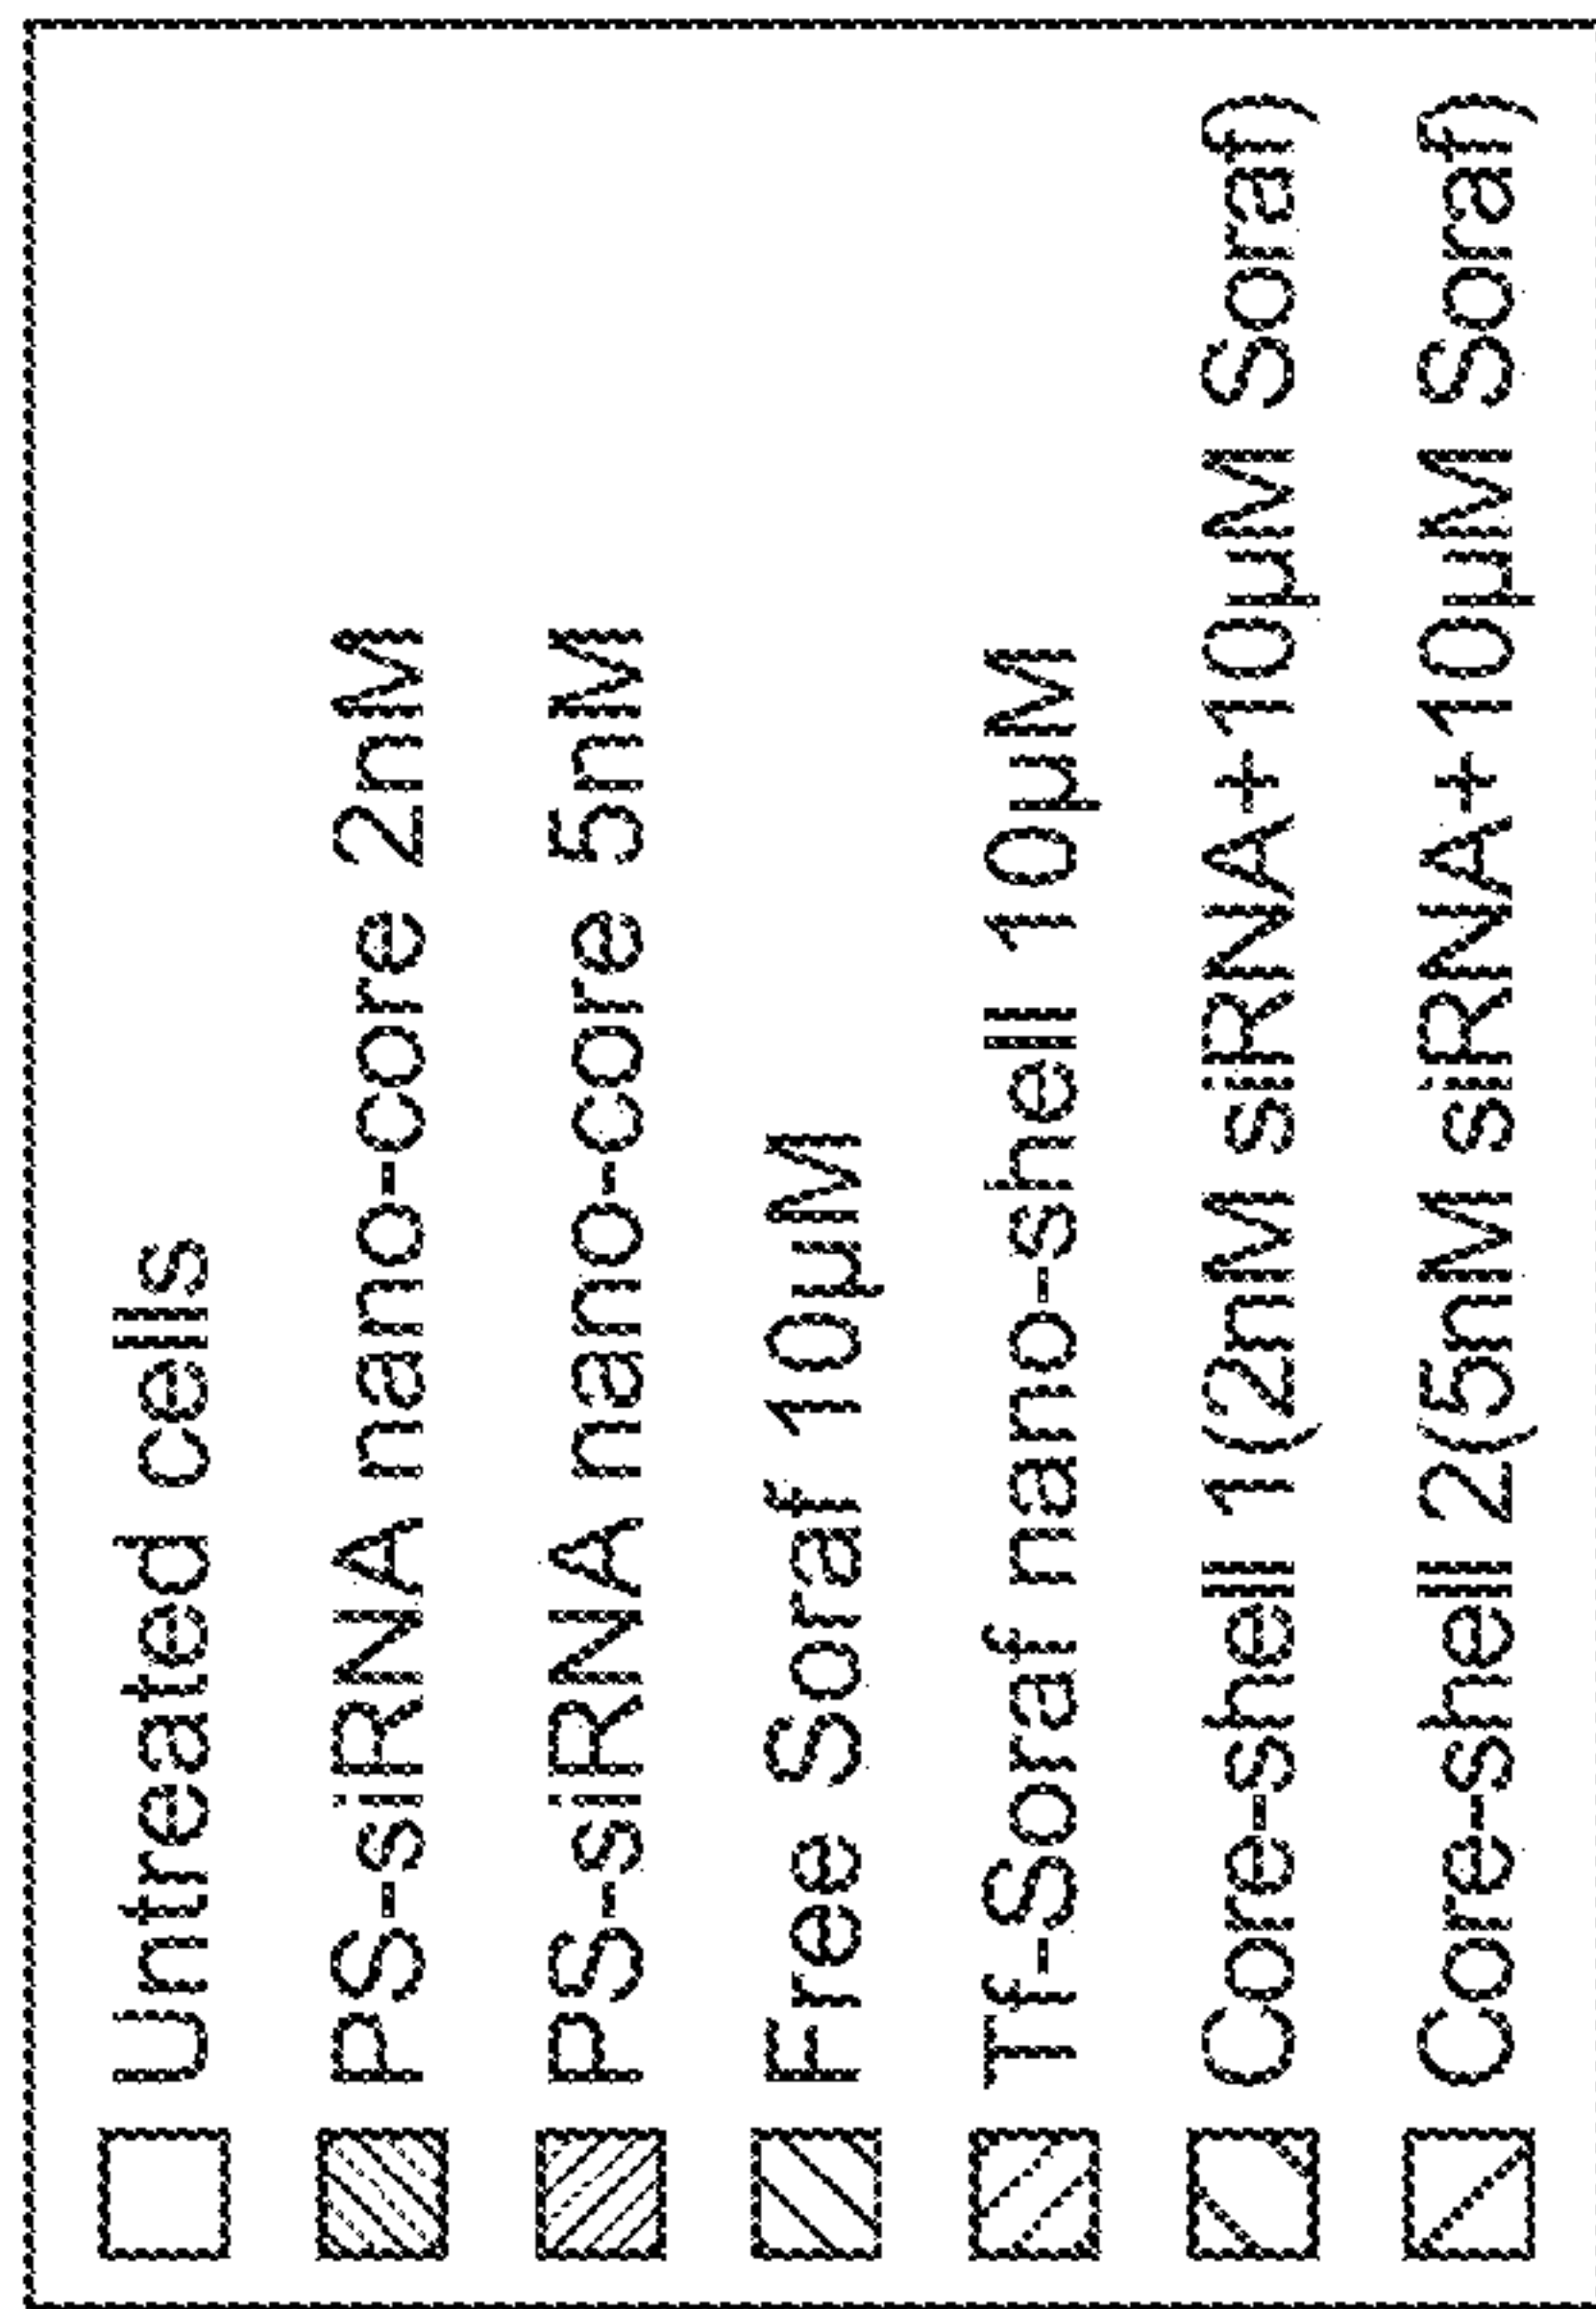 Untreated cells
PS-siRNA nano-core 2nM
PS-siRNA nano-core 5nM
Free Soraf 10µM
Tf-Soraf nano-shell 10µM
Core-shell 1(2nM siRNA+10µM Soraf)
Core-shell 2(5nM siRNA+10µM Soraf)